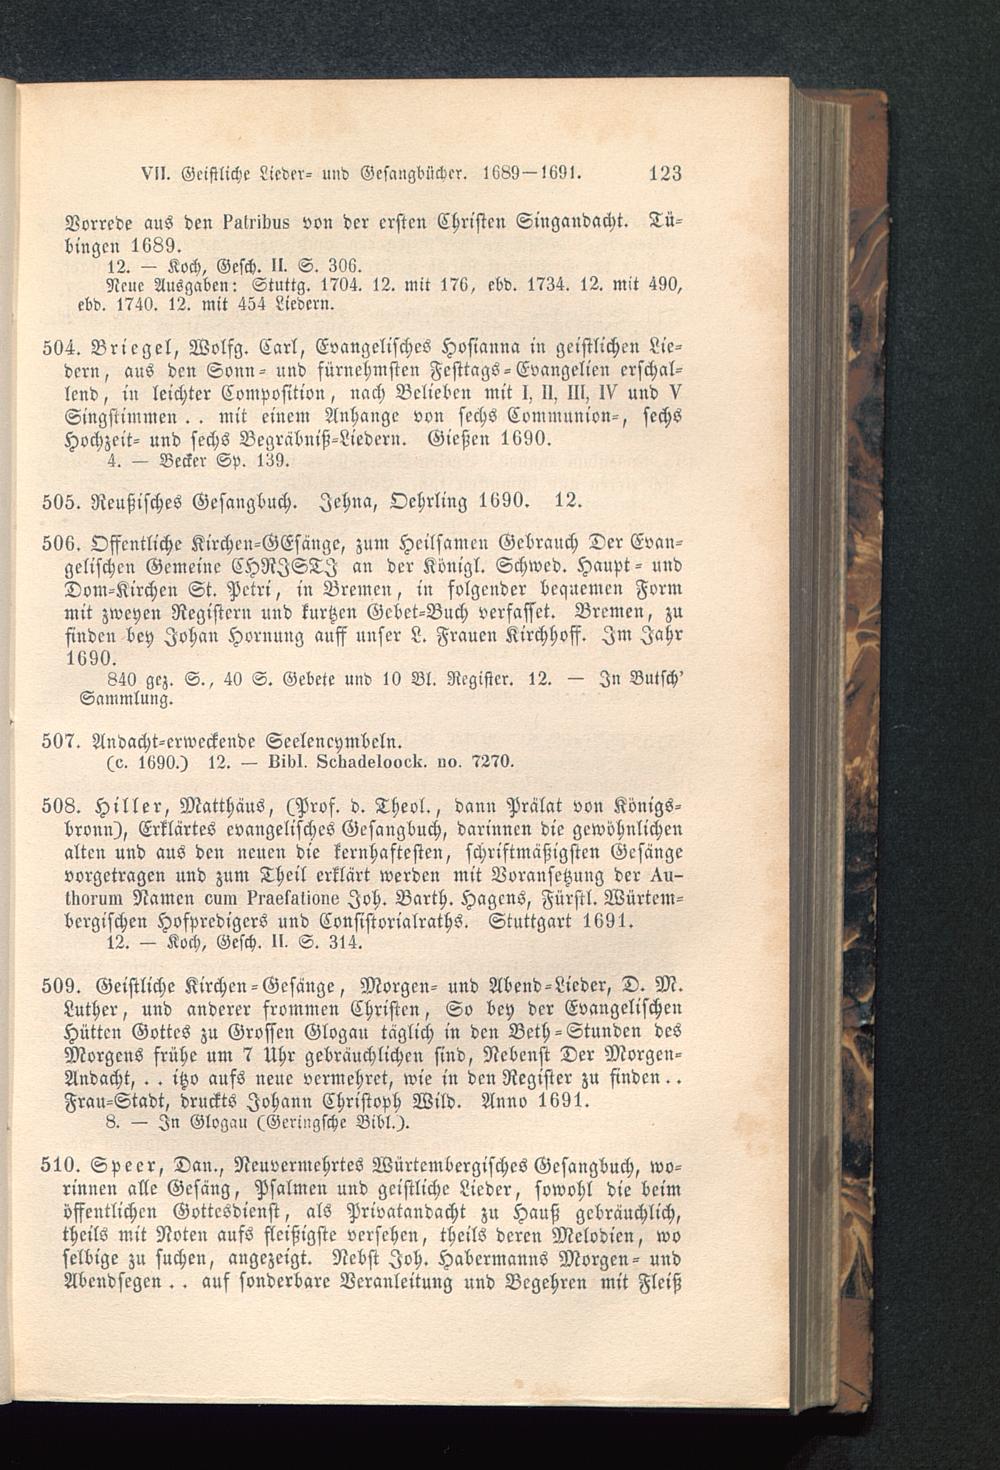 VII. Geistliche Lieder- und Gesangbücher. 1689—1691. 123
Vorrede aus den Patribus von der ersten Christen Singandacht. Tü-
bingen 1689.
12. — Koch, Gesch. II. S. 306.
Neue Ausgaben: Stuttg. 1704. 12. mit 176, ebd. 1734. 12. mit 490,
ebd. 1740. 12. mit 454 Liedern.
504. Briegel, Wolfg. Carl, Evangelisches Hosianna in geistlichen Lie-
dern, aus den Sonn- und fürnehmsten Festtags-Evangelien erschal-
lend, in leichter Composition, nach Belieben mit I, II, III, IV und V
Singstimmen .. mit einem Anhange von sechs Communion-, sechs
Hochzeit- und sechs Begräbniß-Liedern. Gießen 1690.
4. — Becker Sp. 139.
505. Reußisches Gesangbuch. Jehna, Oehrling 1690. 12.
506. Offentliche Kirchen-GEsänge, zum Heilsamen Gebrauch Der Evan-
gelischen Gemeine CHRJSTJ an der Königl. Schwed. Haupt- und
Dom-Kirchen St. Petri, in Bremen, in folgender bequemen Form
mit zweyen Registern und kurtzen Gebet-Buch verfasset. Bremen, zu
finden bey Johan Hornung auff unser L. Frauen Kirchhoff. Im Jahr
1690.
840 gez. S., 40 S. Gebete und 10 Bl. Register. 12. — In Butsch'
Sammlung.
507. Andacht-erweckende Seelencymbeln.
(c. 1690.) 12. — Bibl. Schadeloock. no. 7270.
508. Hiller, Matthäus, (Prof. d. Theol., dann Prälat von Königs-
bronn), Erklärtes evangelisches Gesangbuch, darinnen die gewöhnlichen
alten und aus den neuen die kernhaftesten, schriftmäßigsten Gesänge
vorgetragen und zum Theil erklärt werden mit Voransetzung der Au-
thorum Namen cum Praefatione Joh. Barth. Hagens, Fürstl. Würtem-
bergischen Hofpredigers und Consistorialraths. Stuttgart 1691.
12. — Koch, Gesch. II. S. 314.
509. Geistliche Kirchen-Gesänge, Morgen- und Abend-Lieder, D. M.
Luther, und anderer frommen Christen, So bey der Evangelischen
Hütten Gottes zu Grossen Glogau täglich in den Beth-Stunden des
Morgens frühe um 7 Uhr gebräuchlichen sind, Nebenst Der Morgen-
Andacht, .. itzo aufs neue vermehret, wie in den Register zu finden ..
Frau-Stadt, druckts Johann Christoph Wild. Anno 1691.
8. — In Glogau (Geringsche Bibl.).
510. Speer, Dan., Neuvermehrtes Würtembergisches Gesangbuch, wo-
rinnen alle Gesäng, Psalmen und geistliche Lieder, sowohl die beim
öffentlichen Gottesdienst, als Privatandacht zu Hauß gebräuchlich,
theils mit Noten aufs fleißigste versehen, theils deren Melodien, wo
selbige zu suchen, angezeigt. Nebst Joh. Habermanns Morgen- und
Abendsegen .. auf sonderbare Veranleitung und Begehren mit Fleiß